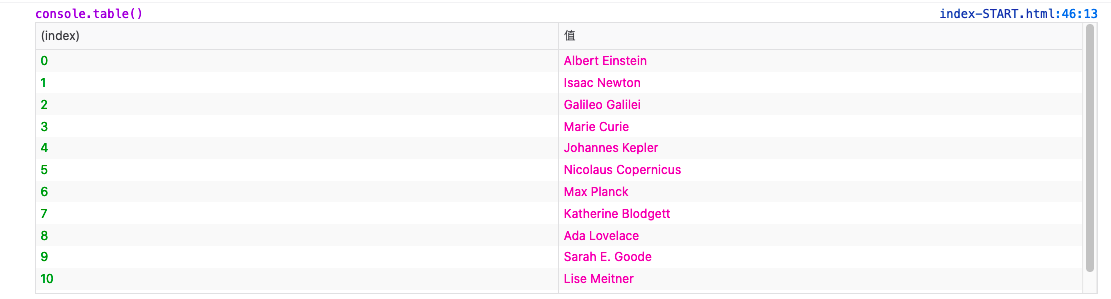 console.table() index-START.html:46:13
(index) 值
0 Albert Einstein
1 Isaac Newton
2 Galileo Galilei
3 Marie Curie
4 Johannes Kepler
5 Nicolaus Copernicus
6 Max Planck
7 Katherine Blodgett
8 Ada Lovelace
9 Sarah E. Goode
10 Lise Meitner